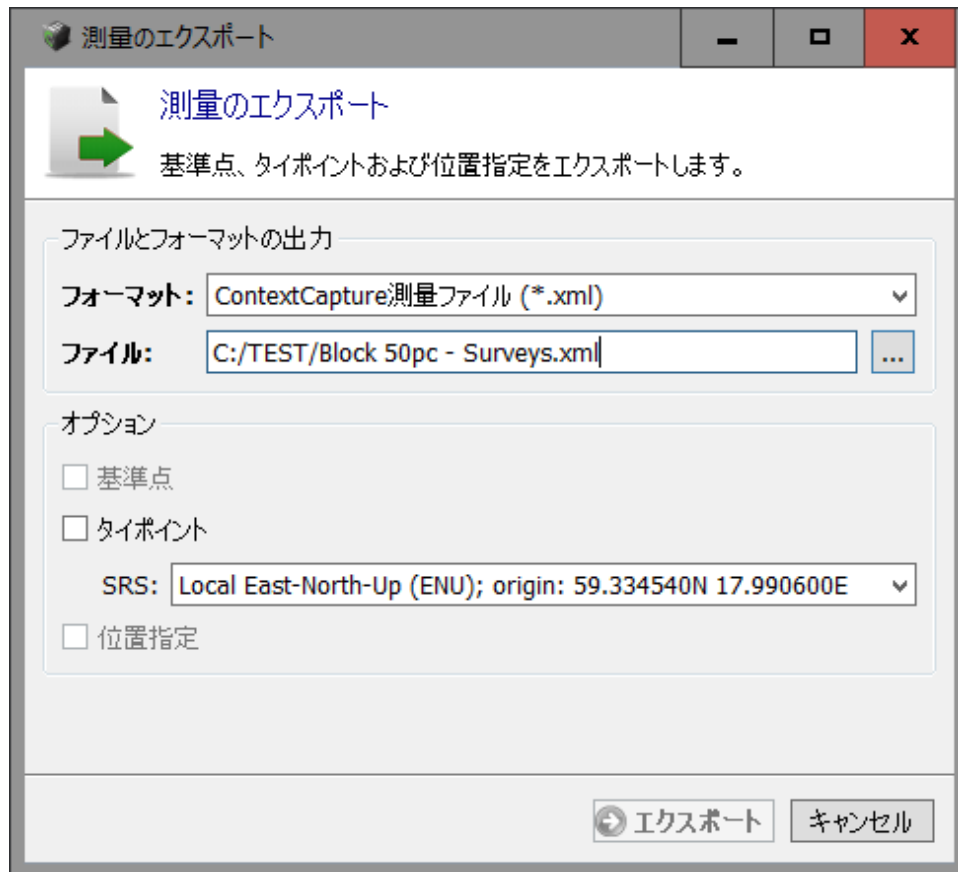 測量のエクスポート
測量のエクスポート
基準点、タイポイントおよび位置指定をエクスポートします。
ファイルとフォーマットの出力
フォーマット: ContextCapture測量ファイル (*.xml)
ファイル: C:/TEST/Block 50pc - Surveys.xml ...
オプション
基準点
タイポイント
SRS: Local East-North-Up (ENU); origin: 59.334540N 17.990600E
位置指定
エクスポート キャンセル